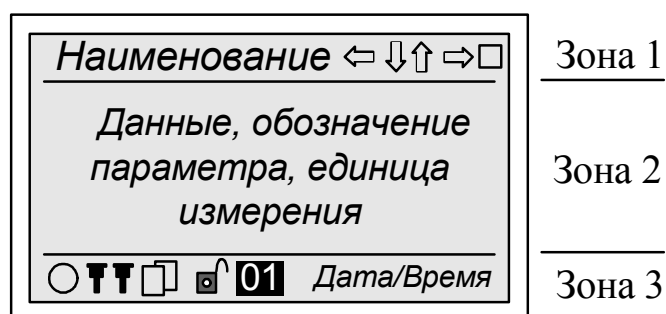 Наименование ⇦⇩⇧⇨□
Зона 1
Данные, обозначение
параметра, единица
измерения
Зона 2
01 Дата/Время
Зона 3